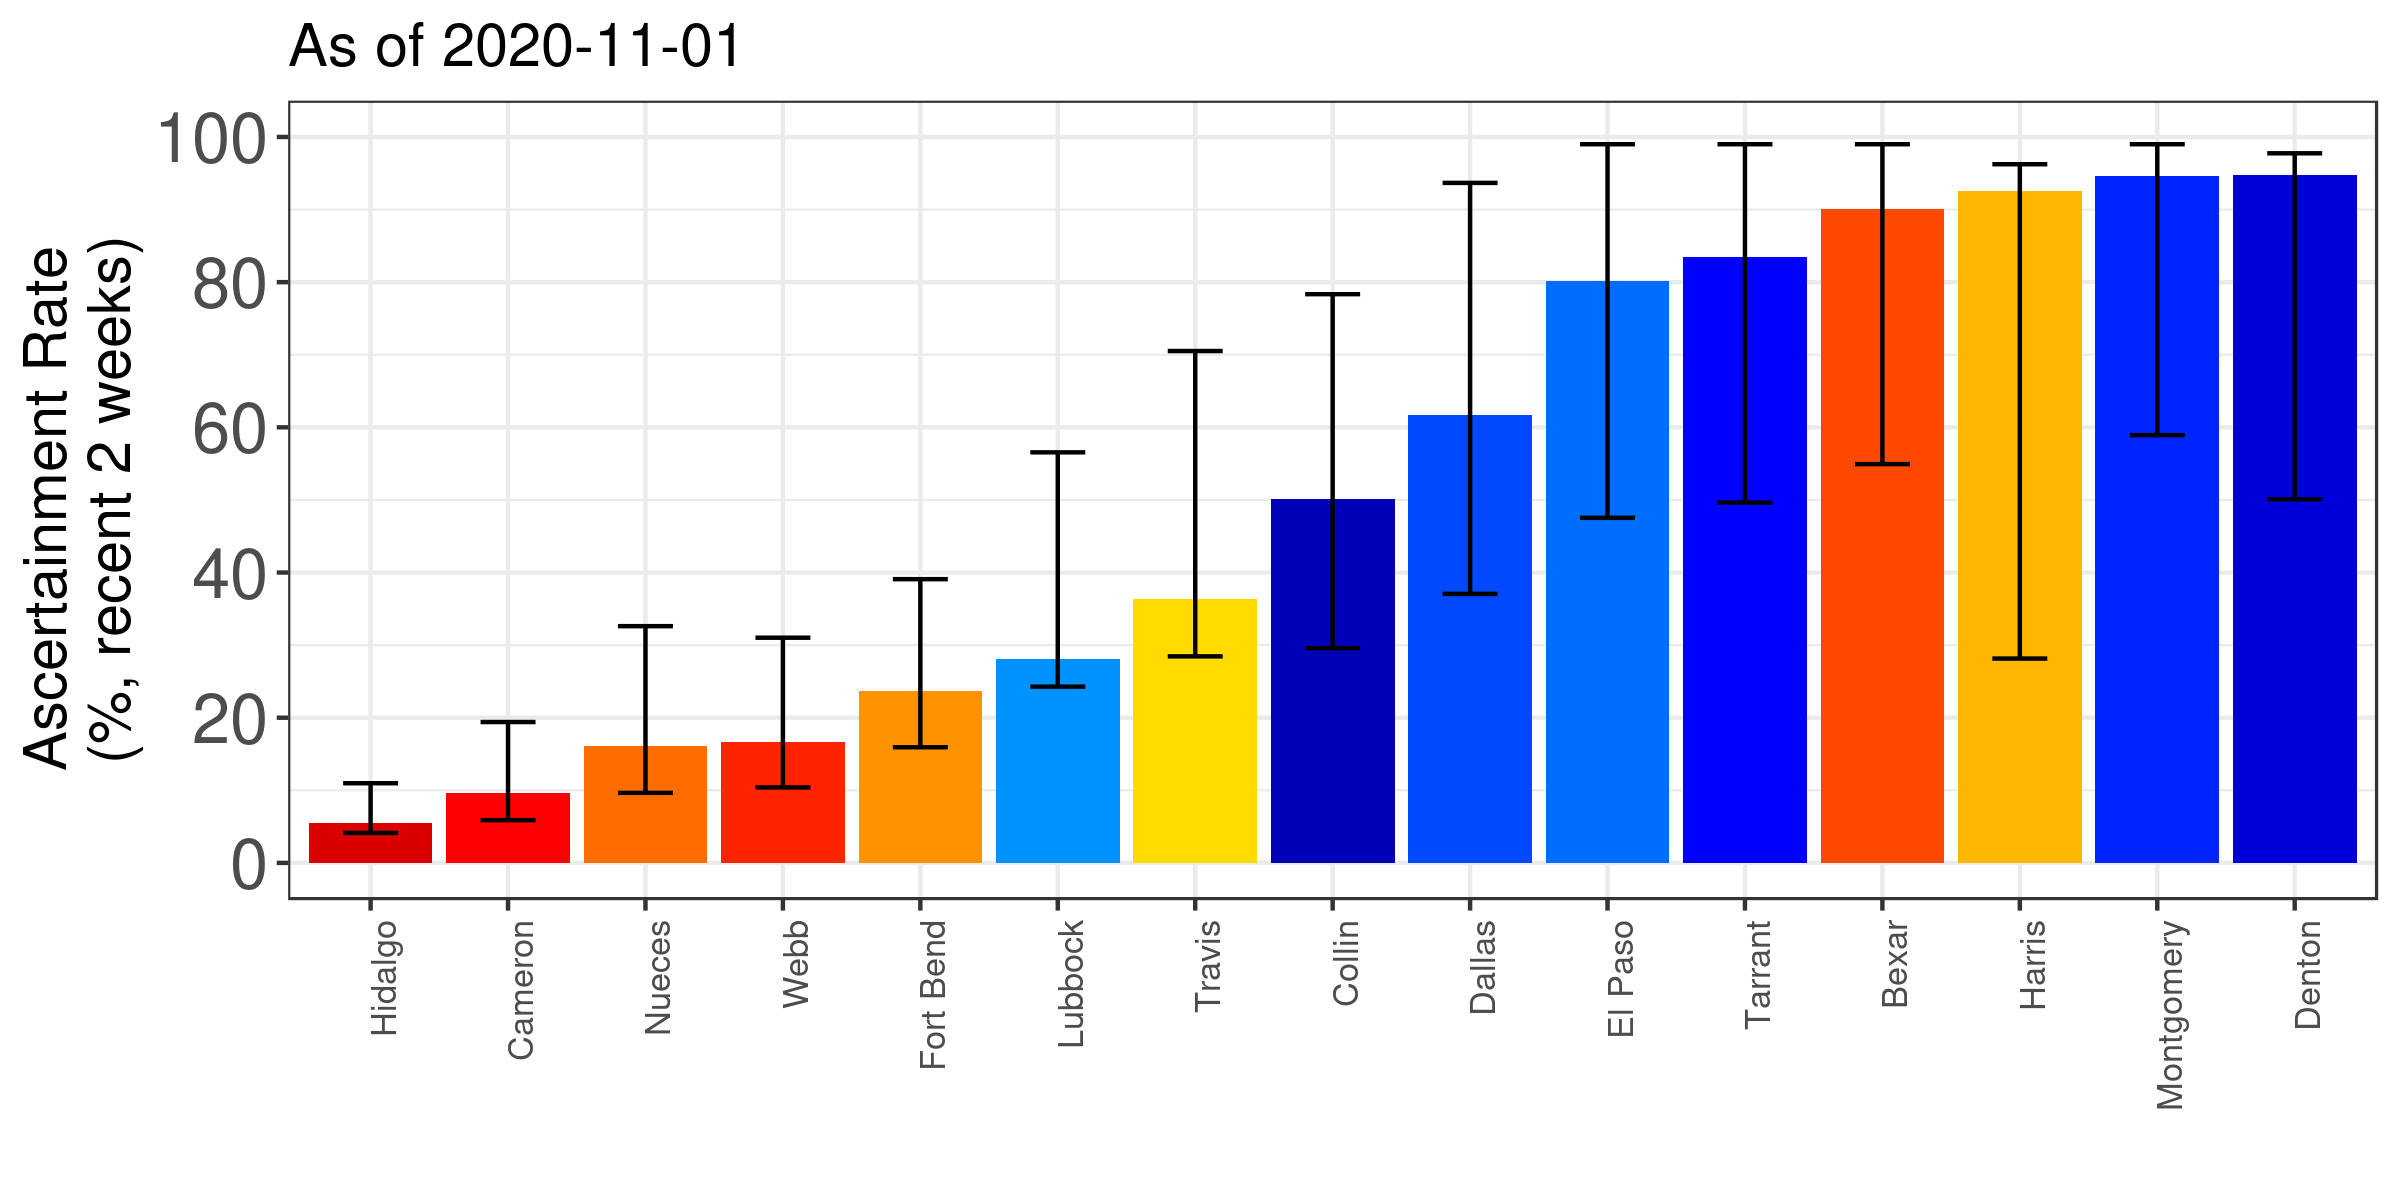 As of 2020-11-01
Ascertainment Rate
(%, recent 2 weeks)
100
80
60
40
20
0
Hidalgo
Cameron
Nueces
Webb
Fort Bend
Lubbock
Travis
Collin
Dallas
El Paso
Tarrant
Bexar
Harris
Montgomery
Denton